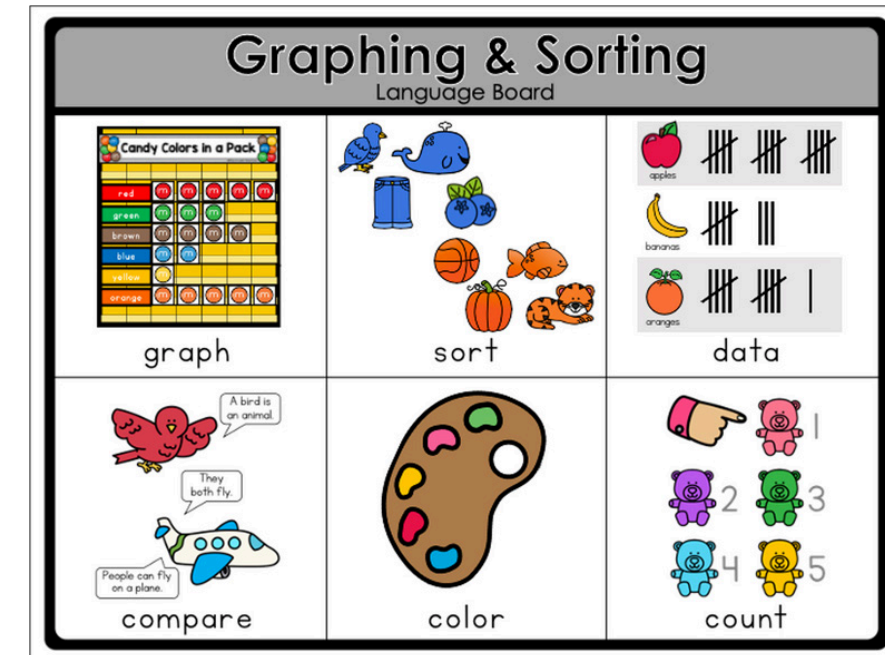 Graphing & Sorting
Language Board
Candy Colors in a Pack
red
green
brown
blue
yellow
orange
graph
sort
apples
bananas
oranges
data
A bird is
an animal.
They
both fly.
People can fly
on a plane.
compare
color
1
2
3
4
5
count